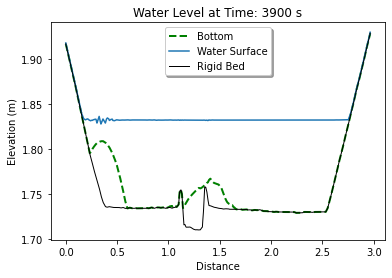 Water Level at Time: 3900 s
Bottom
Water Surface
Rigid Bed
Elevation (m)
1.90
1.85
1.80
1.75
1.70
0.0 0.5 1.0 1.5 2.0 2.5 3.0
Distance